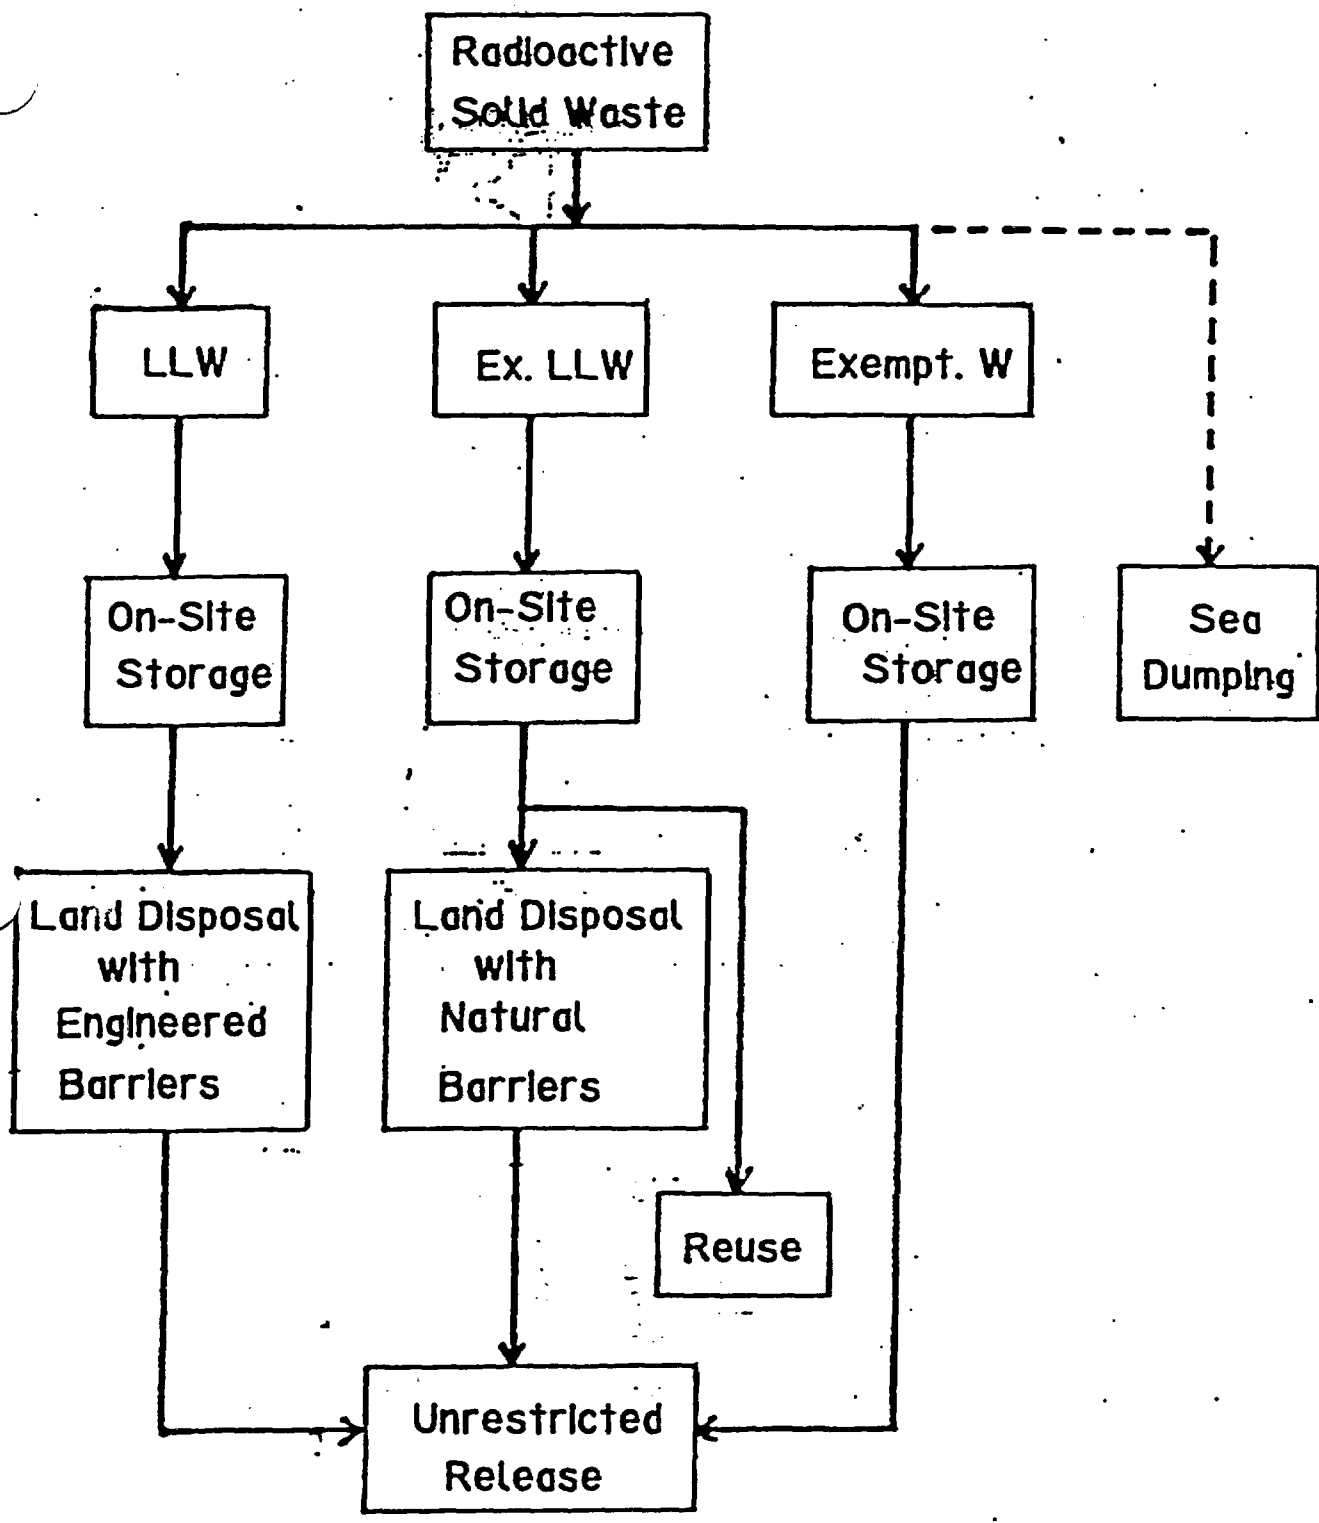 Radioactive
Solid Waste
LLW
Ex. LLW
Exempt. W
On-Site
Storage
On-Site
Storage
On-Site
Storage
Sea
Dumping
Land Disposal
with
Engineered
Barriers
Land Disposal
with
Natural
Barriers
Reuse
Unrestricted
Release